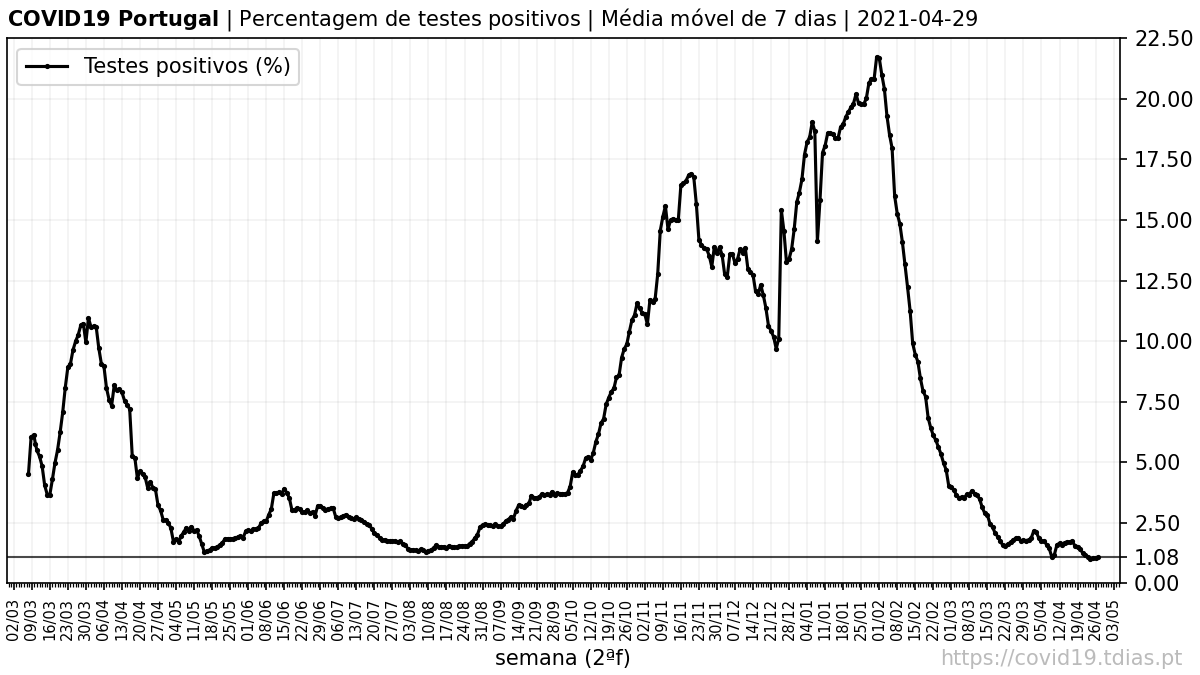 COVID19 Portugal | Percentagem de testes positivos | Média móvel de 7 dias | 2021-04-29
Testes positivos (%)
22.50
20.00
17.50
15.00
12.50
10.00
7.50
5.00
2.50
1.08
0.00
02/03 09/03 16/03 23/03 30/03 06/04 13/04 20/04 27/04 04/05 11/05 18/05 25/05 01/06 08/06 15/06 22/06 29/06 06/07 13/07 20/07 27/07 03/08 10/08 17/08 24/08 31/08 07/09 14/09 21/09 28/09 05/10 12/10 19/10 26/10 02/11 09/11 16/11 23/11 30/11 07/12 14/12 21/12 28/12 04/01 11/01 18/01 25/01 01/02 08/02 15/02 22/02 01/03 08/03 15/03 22/03 29/03 05/04 12/04 19/04 26/04 03/05
semana (2ªf)
https://covid19.tdias.pt